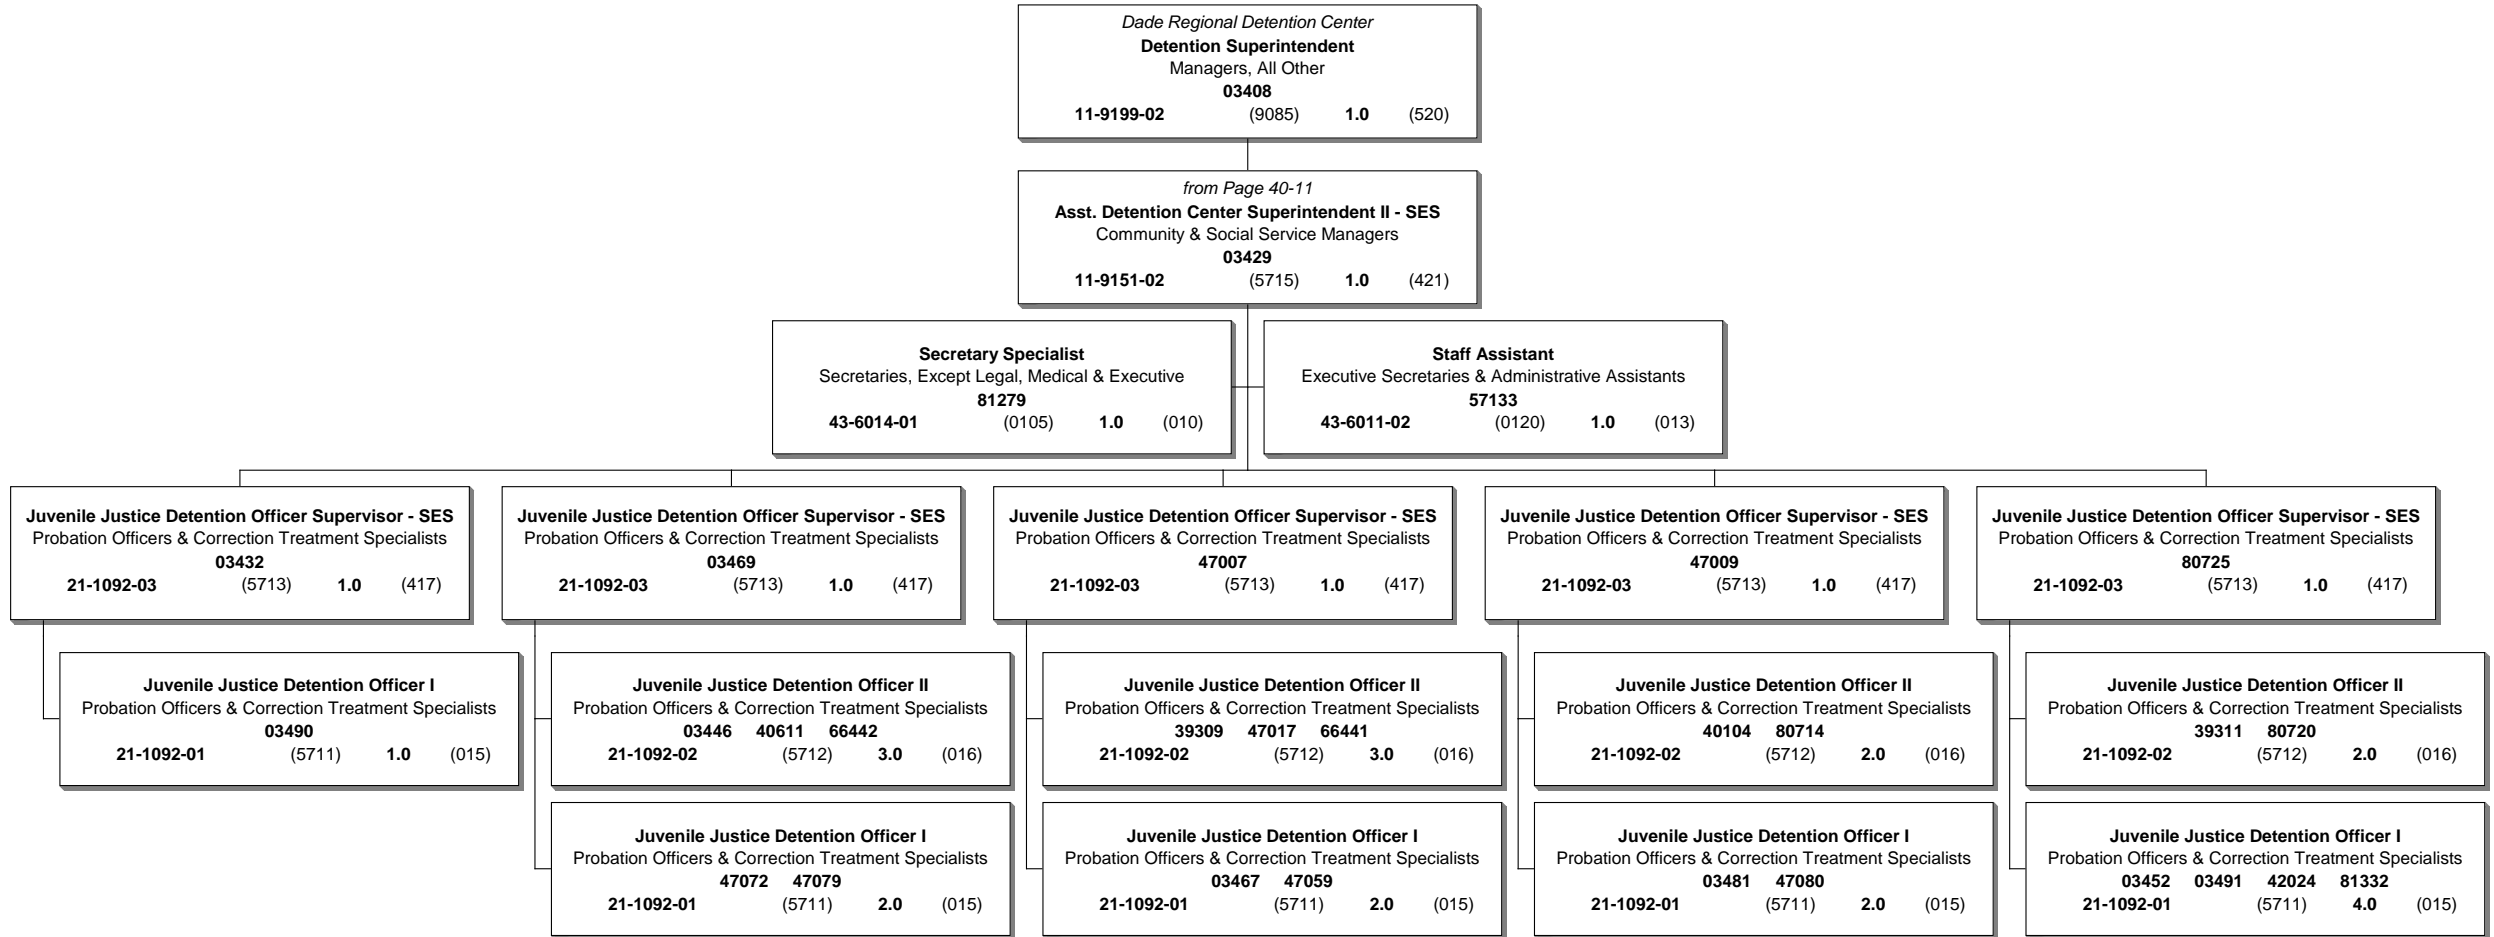 Dade Regional Detention Center
Detention Superintendent
Managers, All Other
03408
11-9199-02 (9085) 1.0 (520)
from Page 40-11
Asst. Detention Center Superintendent II - SES
Community & Social Service Managers
03429
11-9151-02 (5715) 1.0 (421)
Secretary Specialist
Secretaries, Except Legal, Medical & Executive
81279
43-6014-01 (0105) 1.0 (010)
Staff Assistant
Executive Secretaries & Administrative Assistants
57133
43-6011-02 (0120) 1.0 (013)
Juvenile Justice Detention Officer Supervisor - SES
Probation Officers & Correction Treatment Specialists
03432
21-1092-03 (5713) 1.0 (417)
Juvenile Justice Detention Officer Supervisor - SES
Probation Officers & Correction Treatment Specialists
03469
21-1092-03 (5713) 1.0 (417)
Juvenile Justice Detention Officer Supervisor - SES
Probation Officers & Correction Treatment Specialists
47007
21-1092-03 (5713) 1.0 (417)
Juvenile Justice Detention Officer Supervisor - SES
Probation Officers & Correction Treatment Specialists
47009
21-1092-03 (5713) 1.0 (417)
Juvenile Justice Detention Officer Supervisor - SES
Probation Officers & Correction Treatment Specialists
80725
21-1092-03 (5713) 1.0 (417)
Juvenile Justice Detention Officer I
Probation Officers & Correction Treatment Specialists
03490
21-1092-01 (5711) 1.0 (015)
Juvenile Justice Detention Officer II
Probation Officers & Correction Treatment Specialists
03446 40611 66442
21-1092-02 (5712) 3.0 (016)
Juvenile Justice Detention Officer II
Probation Officers & Correction Treatment Specialists
39309 47017 66441
21-1092-02 (5712) 3.0 (016)
Juvenile Justice Detention Officer II
Probation Officers & Correction Treatment Specialists
40104 80714
21-1092-02 (5712) 2.0 (016)
Juvenile Justice Detention Officer II
Probation Officers & Correction Treatment Specialists
39311 80720
21-1092-02 (5712) 2.0 (016)
Juvenile Justice Detention Officer I
Probation Officers & Correction Treatment Specialists
47072 47079
21-1092-01 (5711) 2.0 (015)
Juvenile Justice Detention Officer I
Probation Officers & Correction Treatment Specialists
03467 47059
21-1092-01 (5711) 2.0 (015)
Juvenile Justice Detention Officer I
Probation Officers & Correction Treatment Specialists
03481 47080
21-1092-01 (5711) 2.0 (015)
Juvenile Justice Detention Officer I
Probation Officers & Correction Treatment Specialists
03452 03491 42024 81332
21-1092-01 (5711) 4.0 (015)